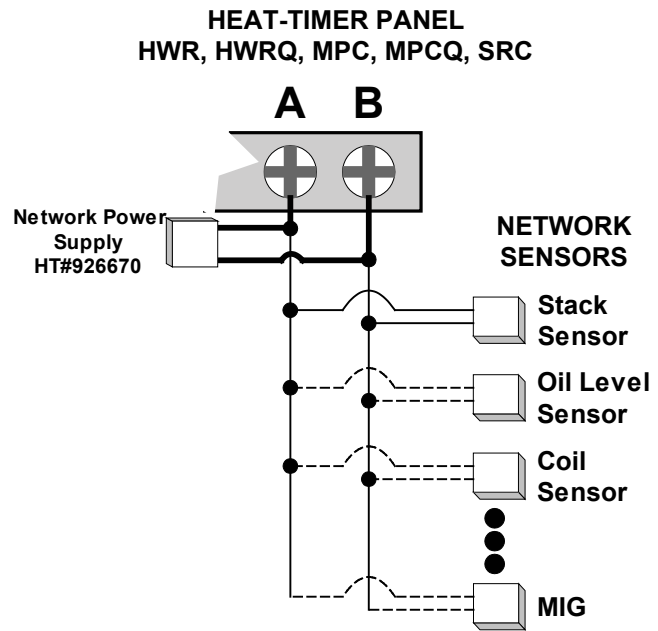 HEAT-TIMER PANEL
HWR, HWRQ, MPC, MPCQ, SRC
A B
Network Power
Supply
HT#926670
NETWORK
SENSORS
Stack
Sensor
Oil Level
Sensor
Coil
Sensor
MIG